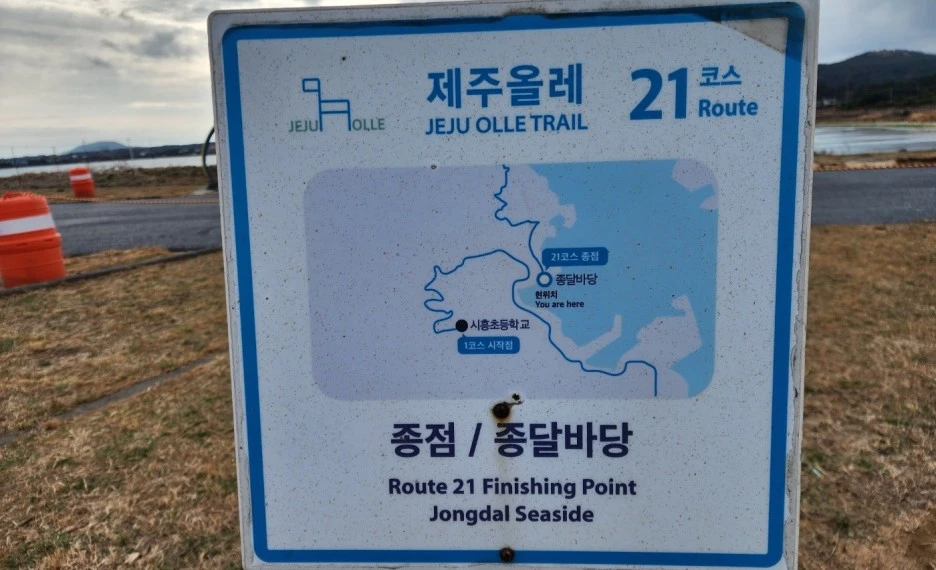 JEJU OLLE
제주올레
JEJU OLLE TRAIL
21 코스
Route
21코스 종점
종달바당
현위치
You are here
시흥초등학교
1코스 시작점
종점 / 종달바당
Route 21 Finishing Point
Jongdal Seaside